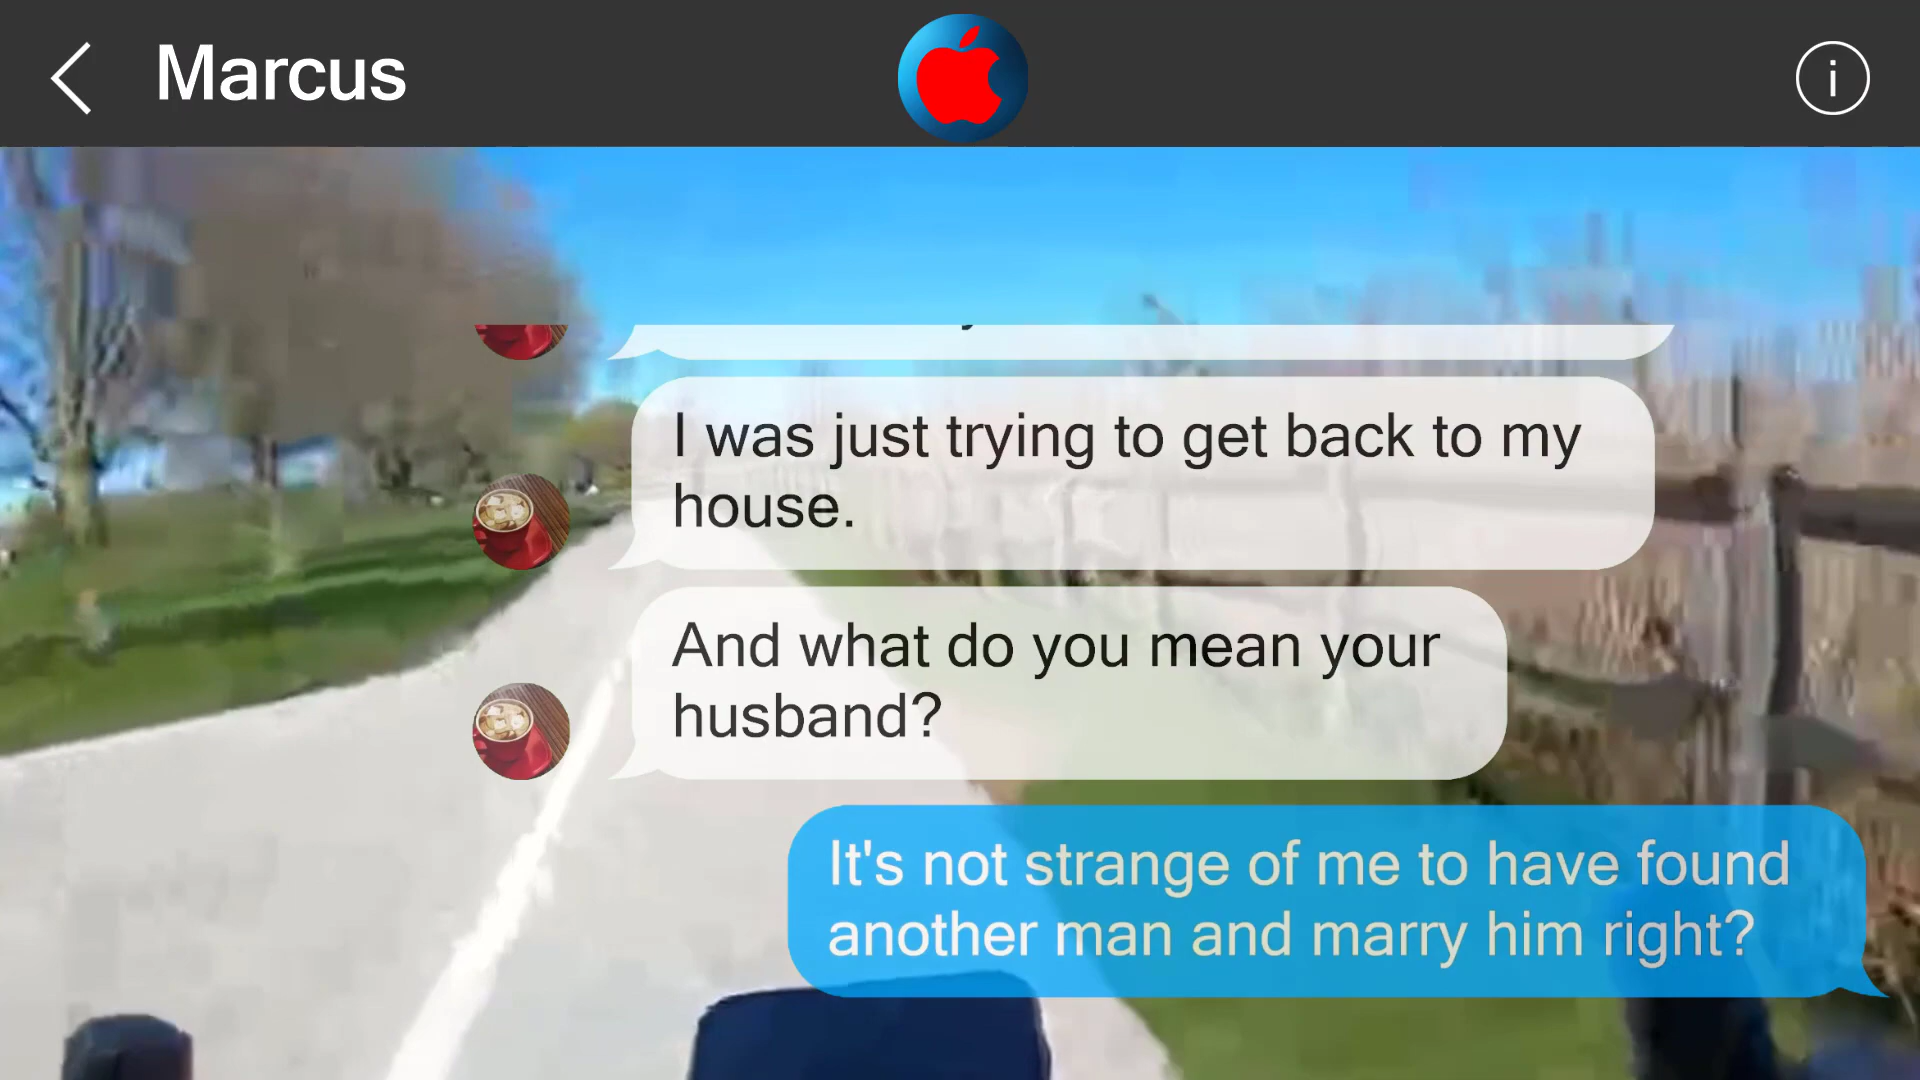 Marcus
I was just trying to get back to my
house.
And what do you mean your
husband?
It's not strange of me to have found
another man and marry him right?